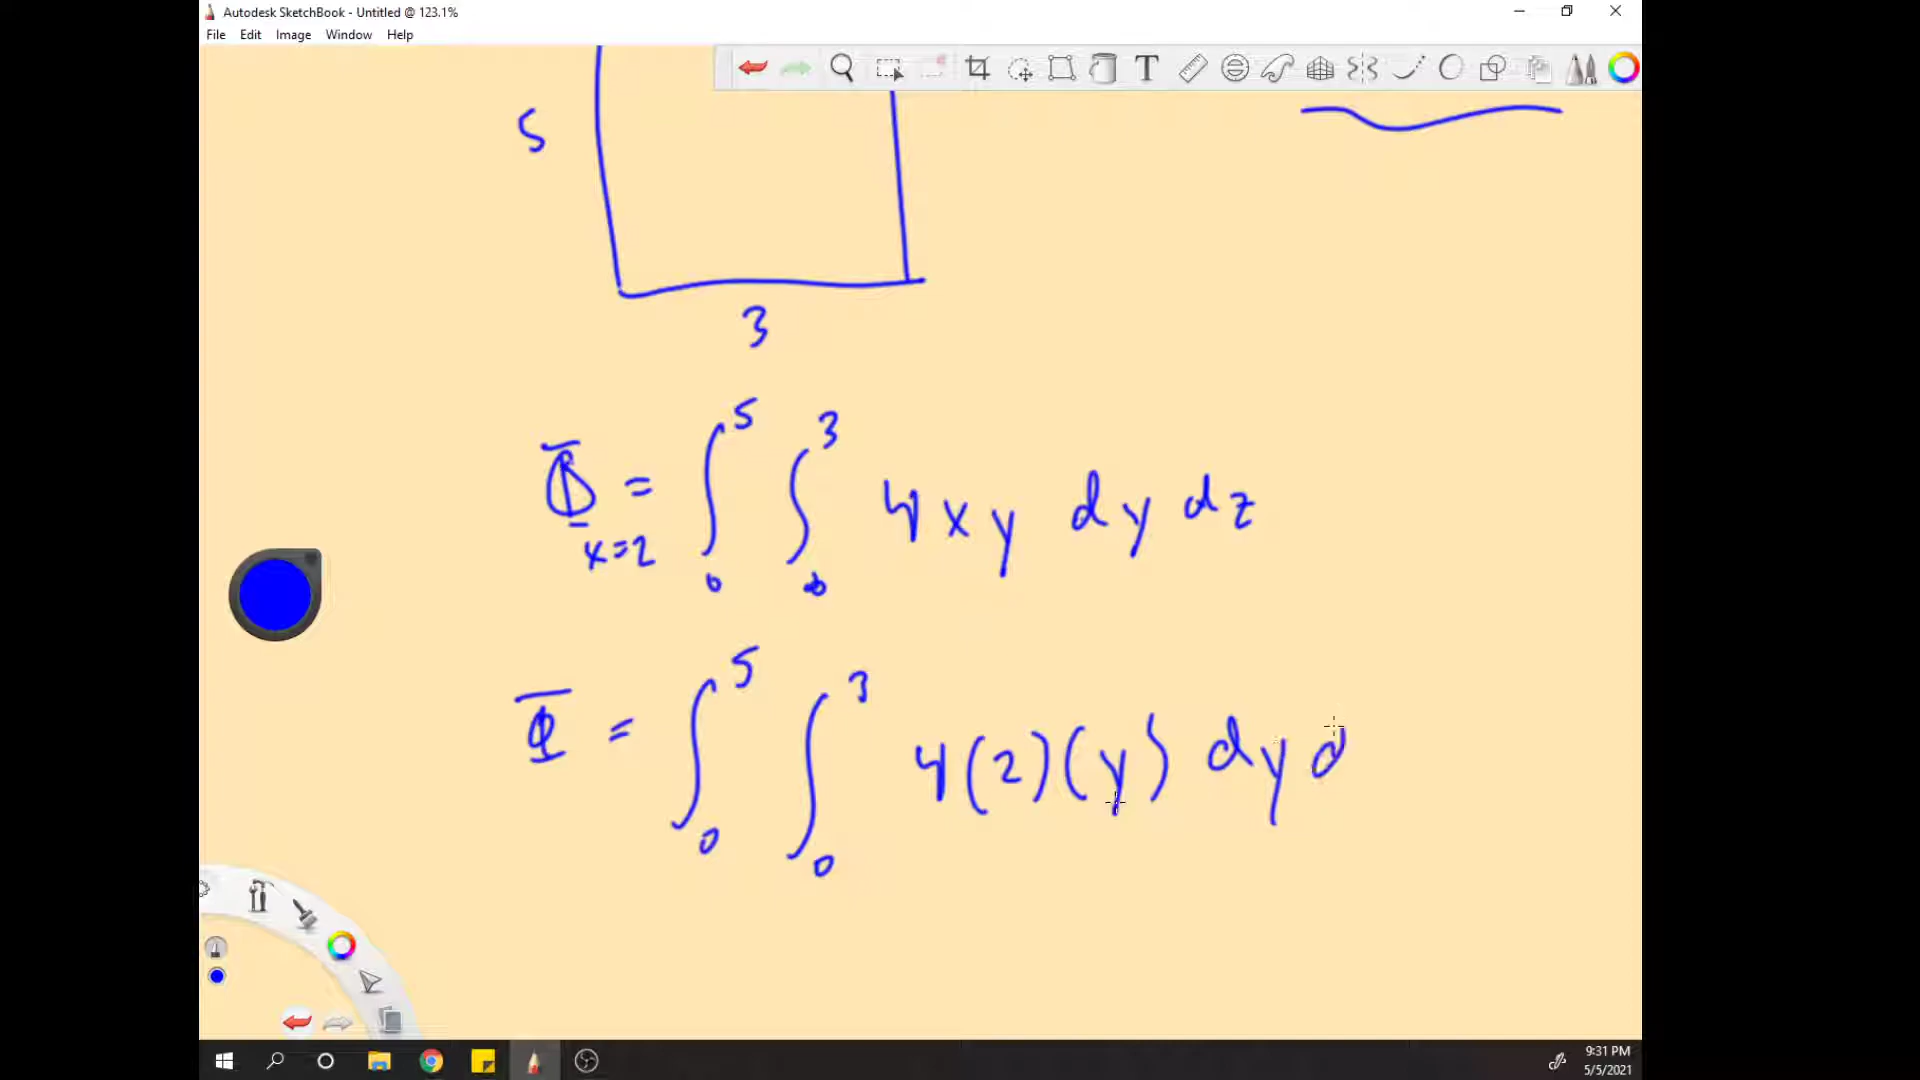 Autodesk SketchBook - Untitled @ 123.1%
File Edit Image Window Help
T
5
3
Φ x=2 = ∫₀⁵ ∫₀³ 4xy dy dz
Φ = ∫₀⁵ ∫₀³ 4(2)(y) dy d
9:31 PM
5/5/2021